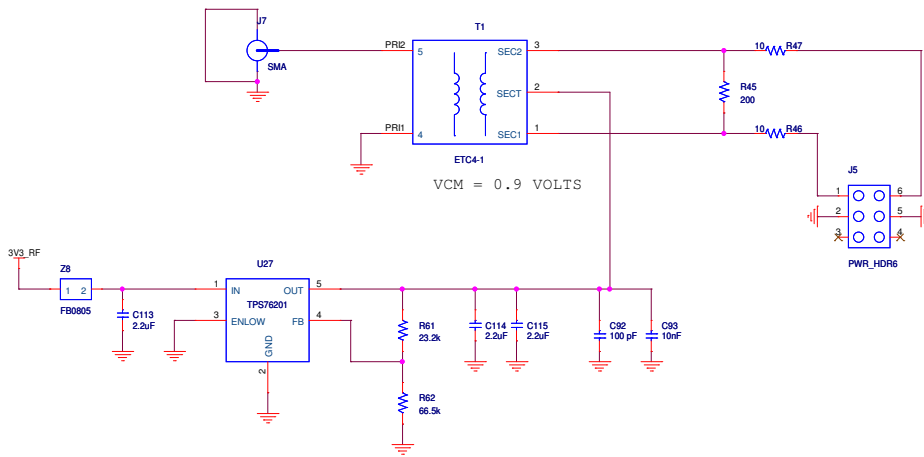 J7
SMA
T1
PRI2
5
SEC2
3
SECT
2
PRI1
4
SEC1
1
ETC4-1
10
R47
R45
200
10
R46
VCM = 0.9 VOLTS
J5
1
6
2
5
3
4
PWR_HDR6
3V3_RF
Z8
1 2
FB0805
C113
2.2uF
U27
TPS76201
1
IN
OUT
5
3
ENLOW
FB
4
GND
2
R61
23.2k
R62
66.5k
C114
2.2uF
C115
2.2uF
C92
100 pF
C93
10nF